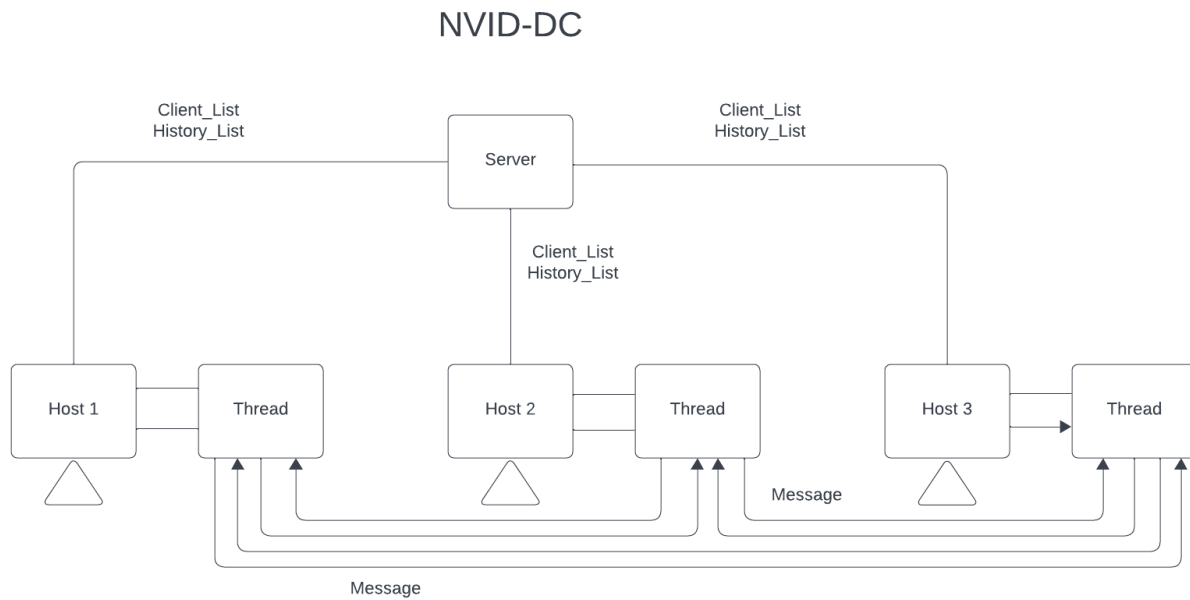 NVID-DC
Client_List
History_List
Client_List
History_List
Server
Client_List
History_List
Host 1
Thread
Host 2
Thread
Host 3
Thread
Message
Message